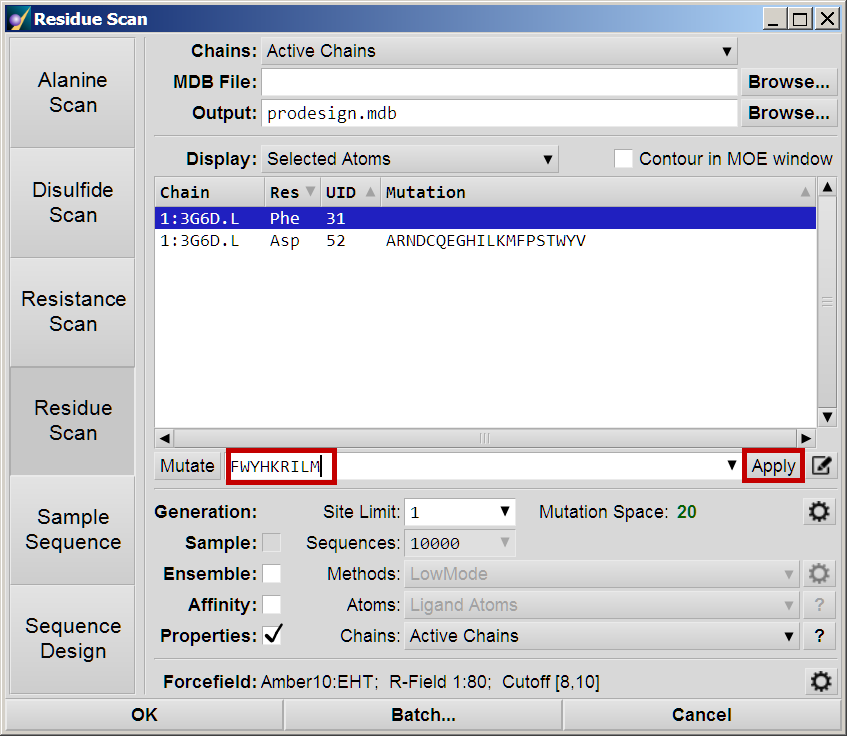 Residue Scan
Alanine
Scan
Disulfide
Scan
Resistance
Scan
Residue
Scan
Sample
Sequence
Sequence
Design
Chains: Active Chains
MDB File: Browse...
Output: prodesign.mdb Browse...
Display: Selected Atoms Contour in MOE window
Chain Res UID Mutation
1:3G6D.L Phe 31
1:3G6D.L Asp 52 ARNDCQEGHILKMFPSTWYV
Mutate FWYHKRILM Apply
Generation: Site Limit: 1 Mutation Space: 20
Sample: Sequences: 10000
Ensemble: Methods: LowMode
Affinity: Atoms: Ligand Atoms ?
Properties: Chains: Active Chains ?
Forcefield: Amber10:EHT; R-Field 1:80; Cutoff [8,10]
OK Batch... Cancel